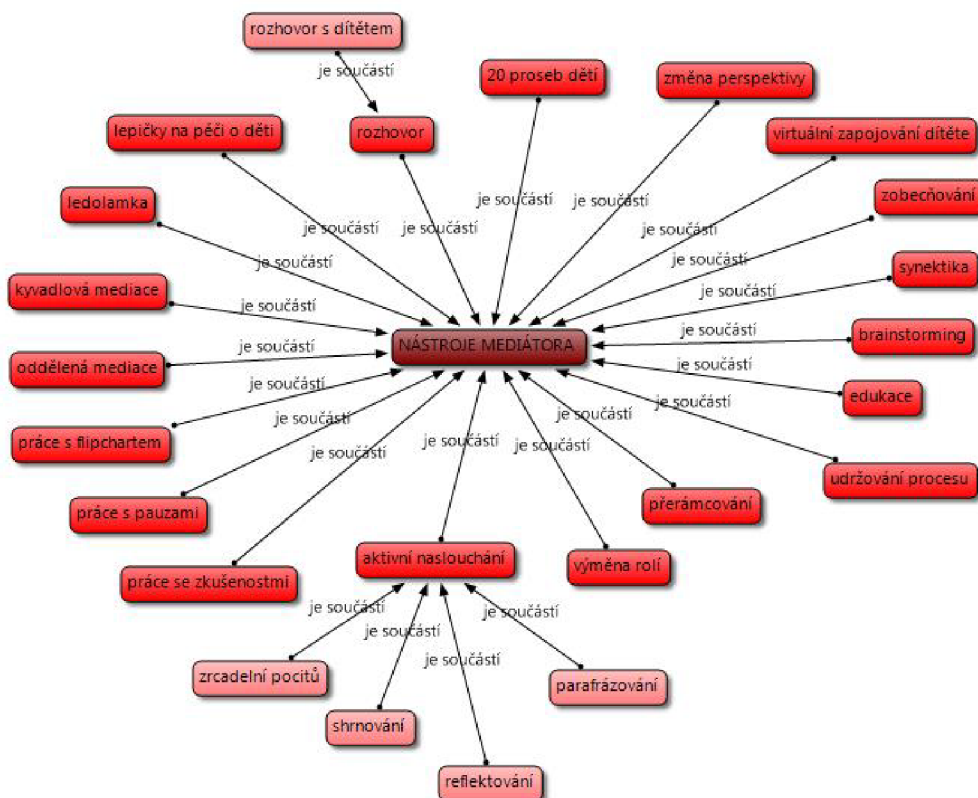 rozhovor s dítětem
je součástí
20 proseb dětí
změna perspektivy
lepičky na péči o děti
rozhovor
virtuální zapojování dítěte
ledolamka
zobecňování
je součástí
je součástí
je součástí
je součástí
je součástí
je součástí
je součástí
je součástí
synektika
kyvadlová mediace
je součástí
je součástí
brainstorming
NÁSTROJE MEDIÁTORA
je součástí
oddělená mediace
je součástí
je součástí
edukace
je součástí
je součástí
práce s flipchartem
je součástí
je součástí
je součástí
je součástí
udržování procesu
práce s pauzami
přerámcování
aktivní naslouchání
výměna rolí
práce se zkušenostmi
je součástí
je součástí
je součástí
je součástí
zrcadelní pocitů
parafrázování
shrnování
reflektování